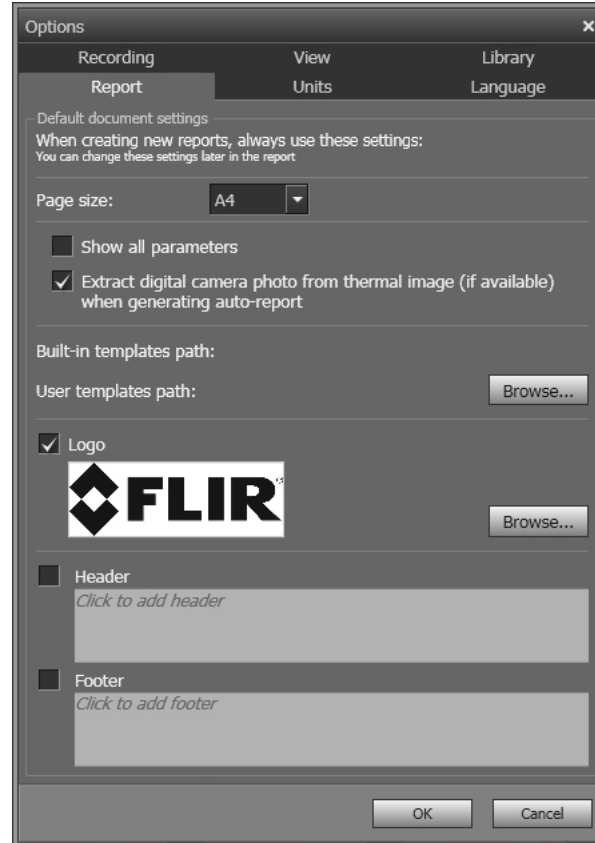 Options
Recording View Library
Report Units Language
Default document settings
When creating new reports, always use these settings:
You can change these settings later in the report
Page size: A4
Show all parameters
Extract digital camera photo from thermal image (if available)
when generating auto-report
Built-in templates path:
User templates path: Browse...
Logo
FLIR
Browse...
Header
Click to add header
Footer
Click to add footer
OK Cancel